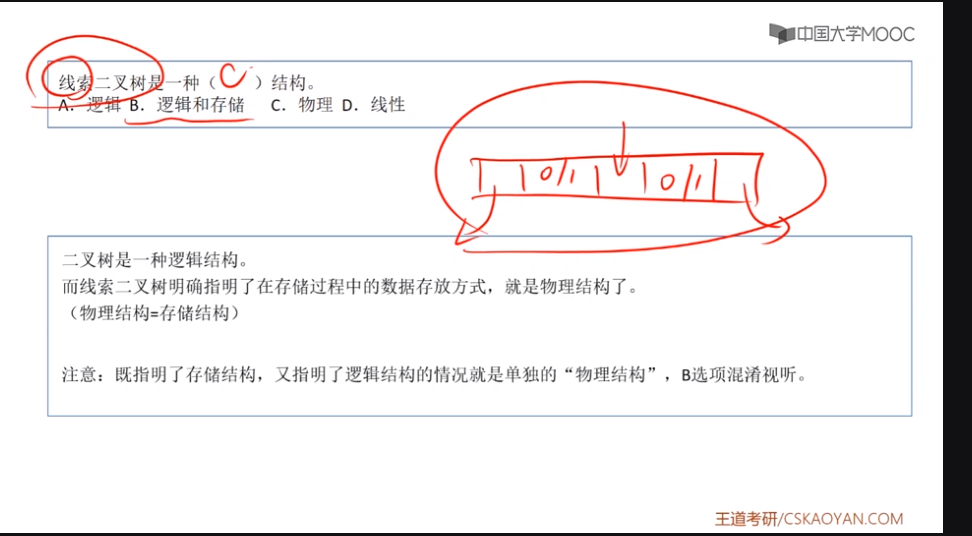 中国大学MOOC
线索二叉树是一种（ C ）结构。
A．逻辑 B．逻辑和存储 C．物理 D．线性
0/1 0/1
二叉树是一种逻辑结构。
而线索二叉树明确指明了在存储过程中的数据存放方式，就是物理结构了。
（物理结构=存储结构）
注意：既指明了存储结构，又指明了逻辑结构的情况就是单独的“物理结构”，B选项混淆视听。
王道考研/CSKAOYAN.COM